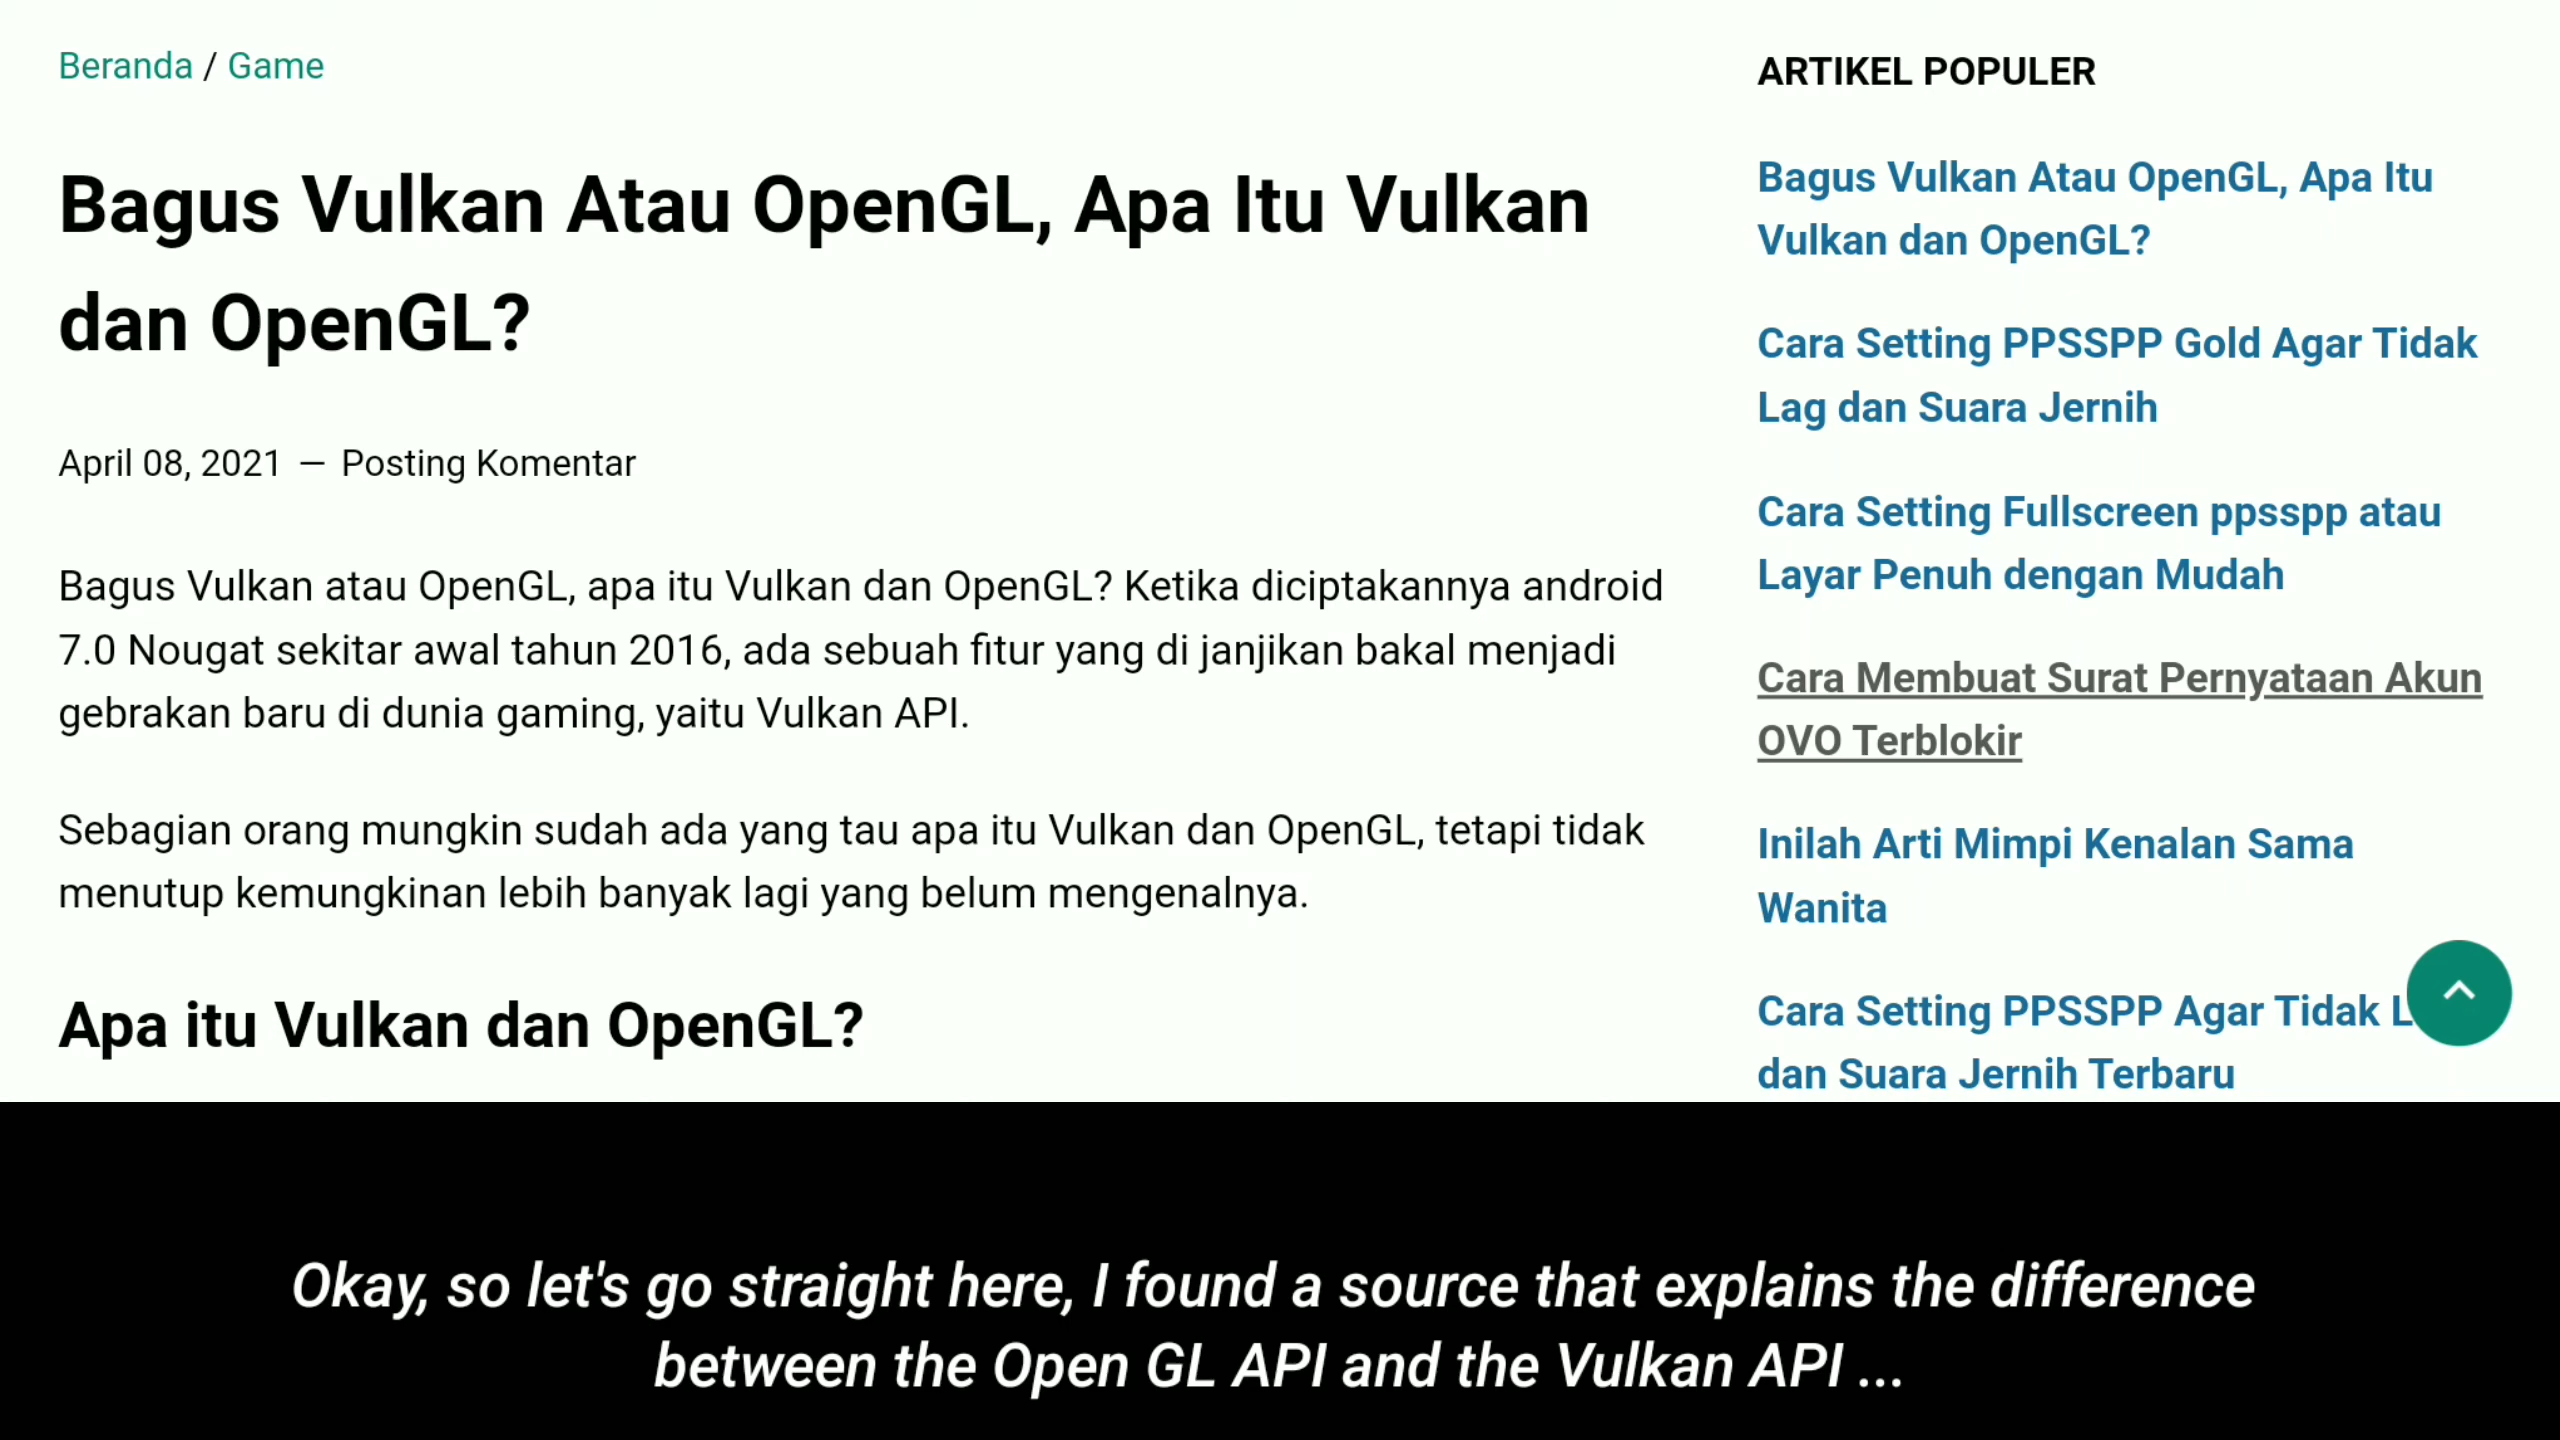 Beranda / Game
Bagus Vulkan Atau OpenGL, Apa Itu Vulkan
dan OpenGL?
April 08, 2021 — Posting Komentar
Bagus Vulkan atau OpenGL, apa itu Vulkan dan OpenGL? Ketika diciptakannya android
7.0 Nougat sekitar awal tahun 2016, ada sebuah fitur yang di janjikan bakal menjadi
gebrakan baru di dunia gaming, yaitu Vulkan API.
Sebagian orang mungkin sudah ada yang tau apa itu Vulkan dan OpenGL, tetapi tidak
menutup kemungkinan lebih banyak lagi yang belum mengenalnya.
Apa itu Vulkan dan OpenGL?
ARTIKEL POPULER
Bagus Vulkan Atau OpenGL, Apa Itu
Vulkan dan OpenGL?
Cara Setting PPSSPP Gold Agar Tidak
Lag dan Suara Jernih
Cara Setting Fullscreen ppsspp atau
Layar Penuh dengan Mudah
Cara Membuat Surat Pernyataan Akun
OVO Terblokir
Inilah Arti Mimpi Kenalan Sama
Wanita
Cara Setting PPSSPP Agar Tidak
dan Suara Jernih Terbaru
Okay, so let's go straight here, I found a source that explains the difference
between the Open GL API and the Vulkan API ...